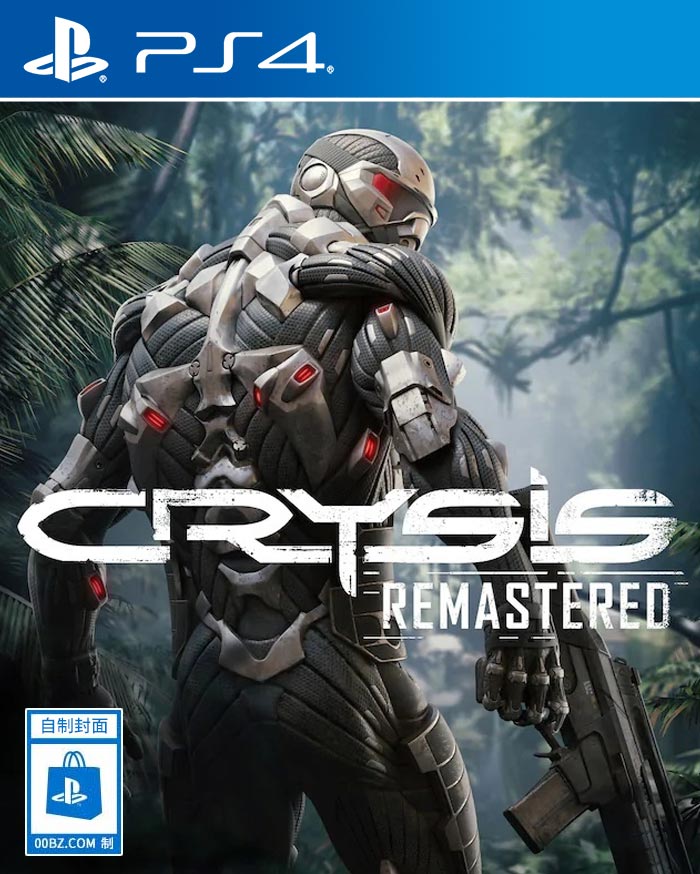 PS4
CRYSIS
REMASTERED
自制封面
00BZ.COM 制